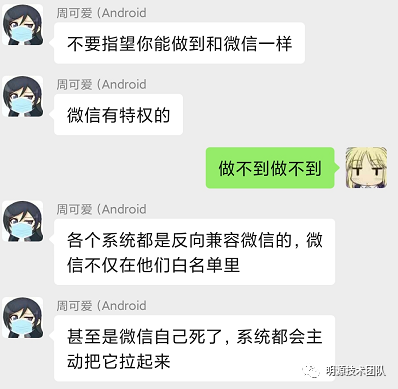 周可爱 (Android
不要指望你能做到和微信一样
周可爱 (Android
微信有特权的
做不到做不到
周可爱 (Android
各个系统都是反向兼容微信的，微
信不仅在他们白名单里
周可爱 (Android
甚至是微信自己死了，系统都会主
动把它拉起来
明源技术团队